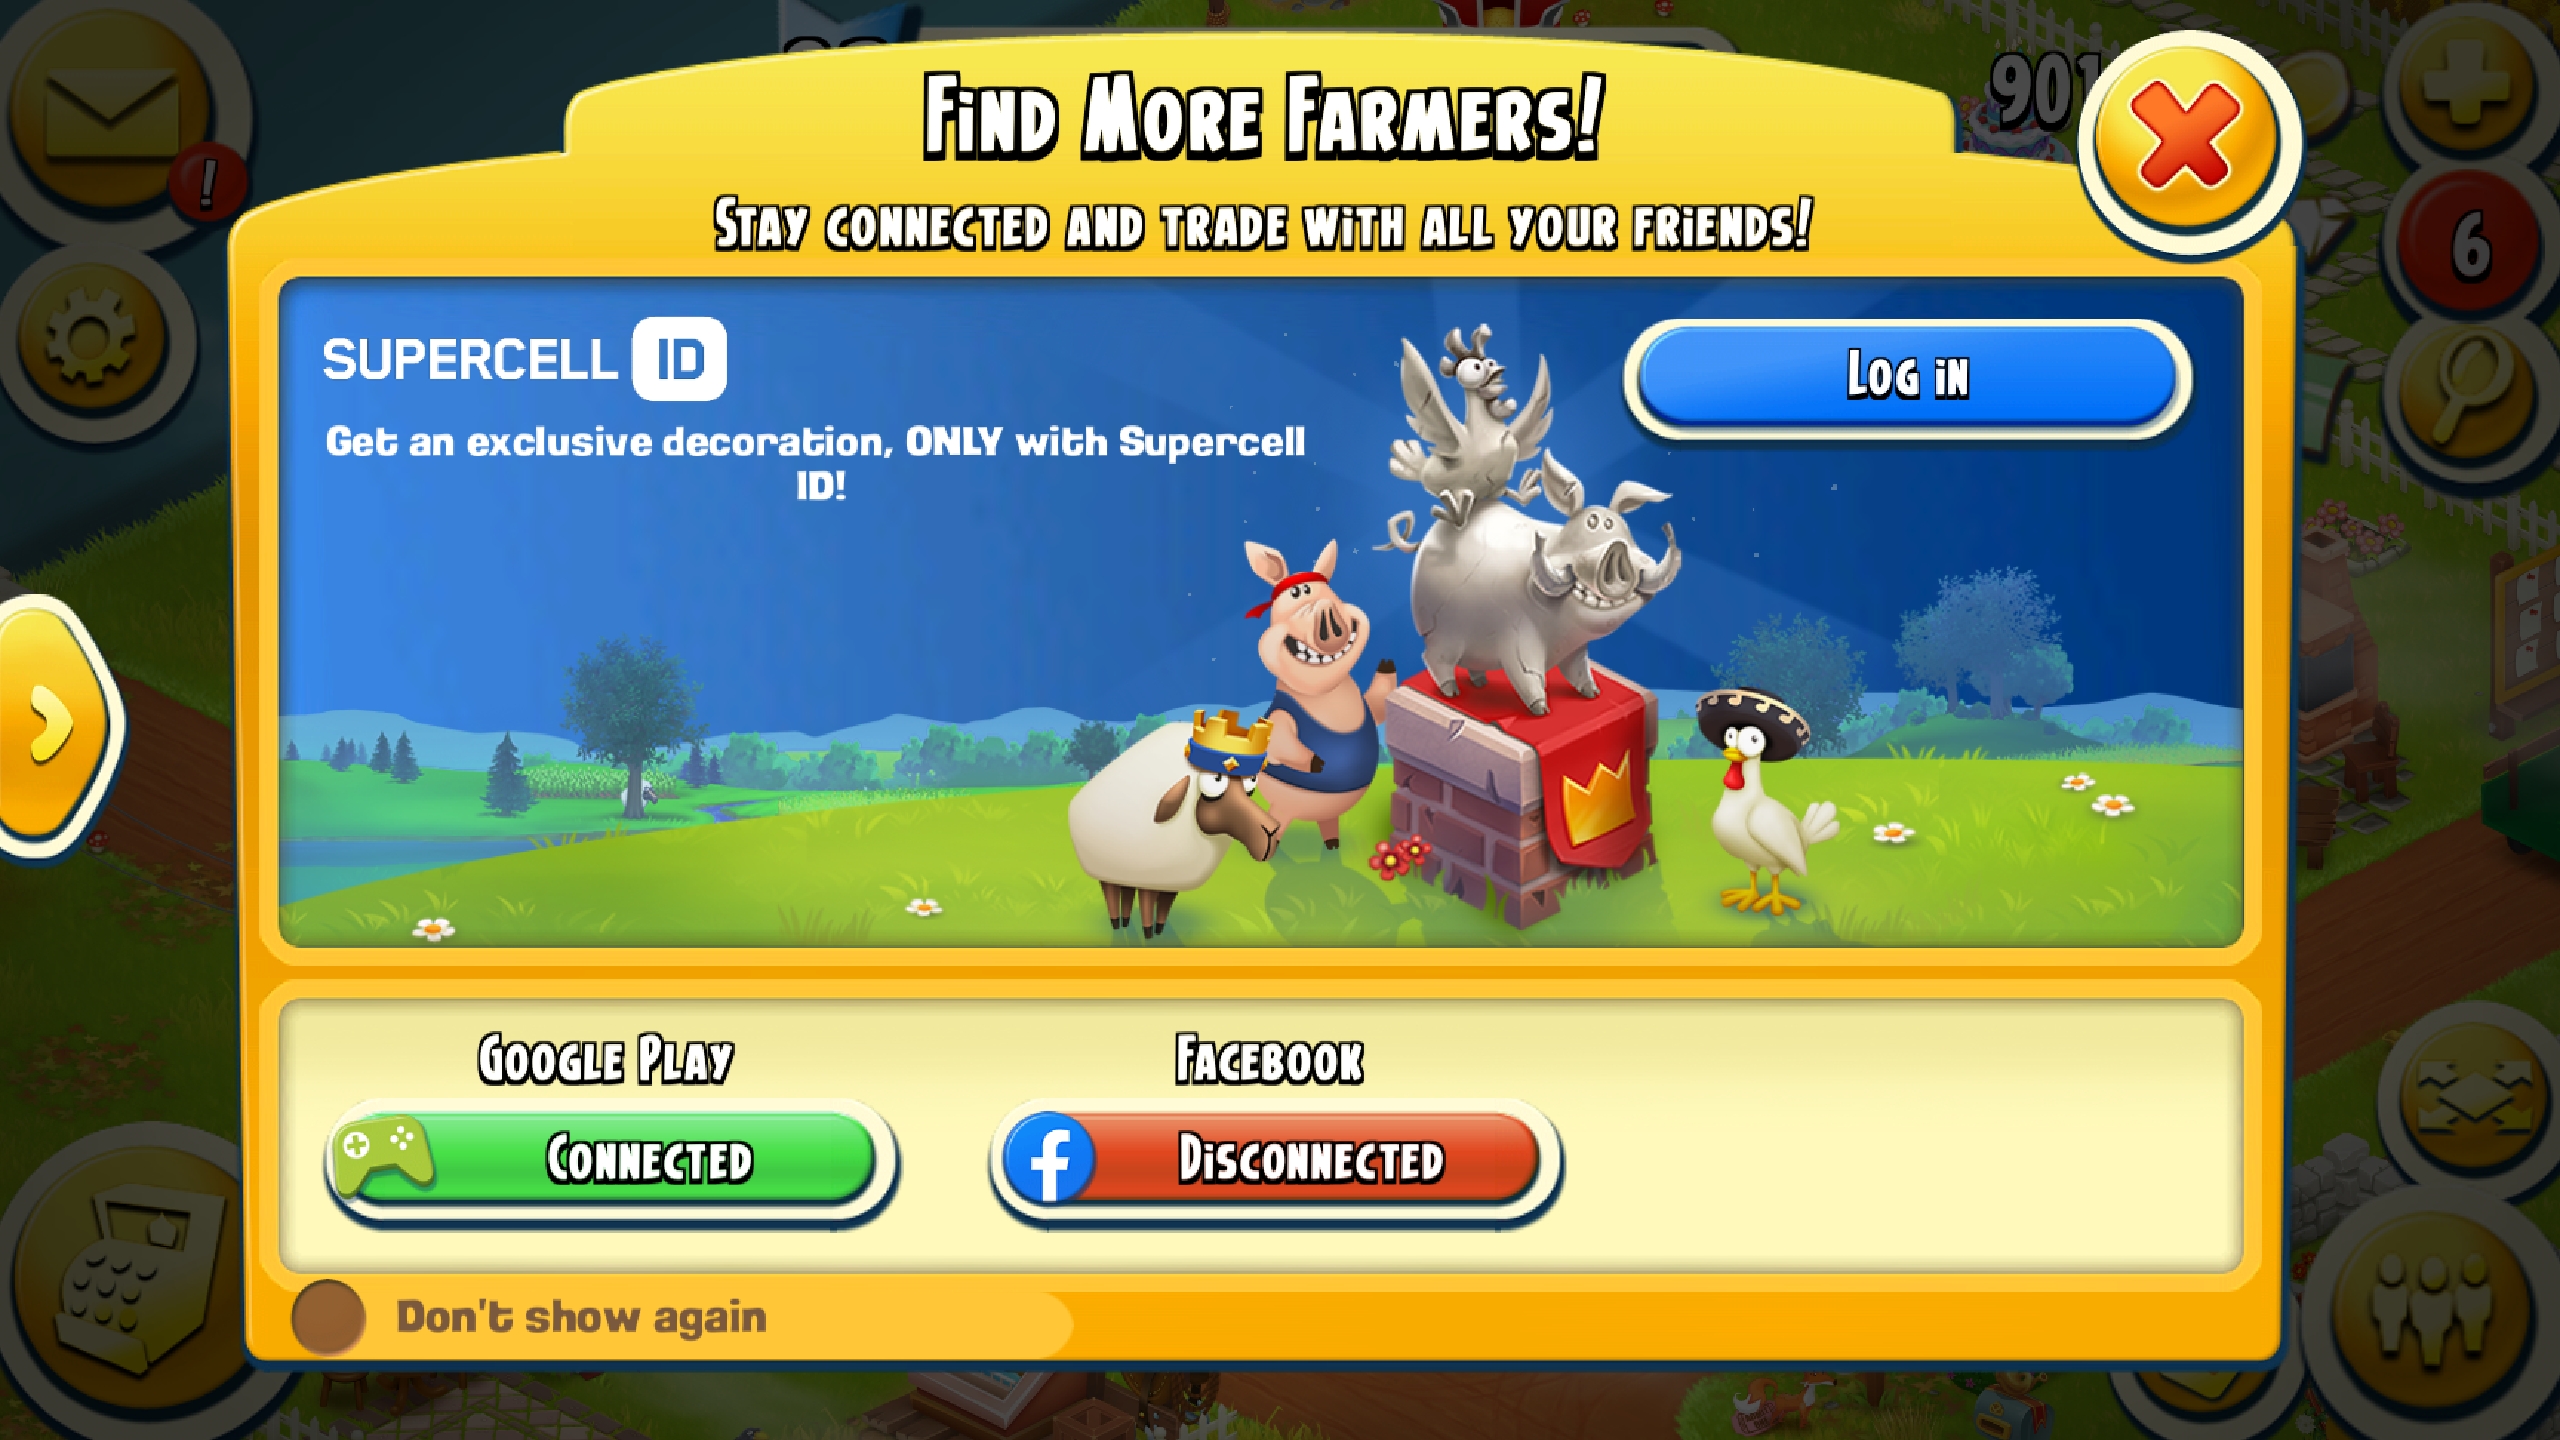 901
FiND MORE FARMERS!
STAY CONNECTED AND TRADE WiTH ALL YOUR FRiENDS!
!
6
SUPERCELL ID
LOG iN
Get an exclusive decoration, ONLY with Supercell
ID!
GOOGLE PLAY
FACEBOOK
CONNECTED
DiSCONNECTED
Don't show again